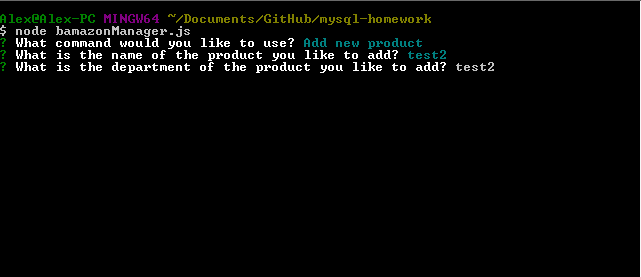 Alex@Alex-PC MINGW64 ~/Documents/GitHub/mysql-homework
$ node bamazonManager.js
? What command would you like to use? Add new product
? What is the name of the product you like to add? test2
? What is the department of the product you like to add? test2